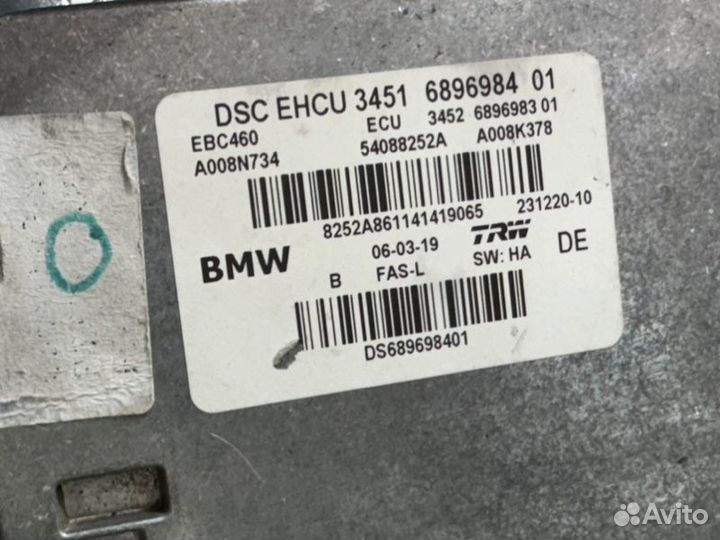 DSC EHCU 3451 6896984 01
EBC460 ECU 3452 6896983 01
A008N734 54088252A A008K378
8252A861141419065 231220-10
BMW 06-03-19 TRW DE
B FAS-L SW: HA
DS689698401
Avito